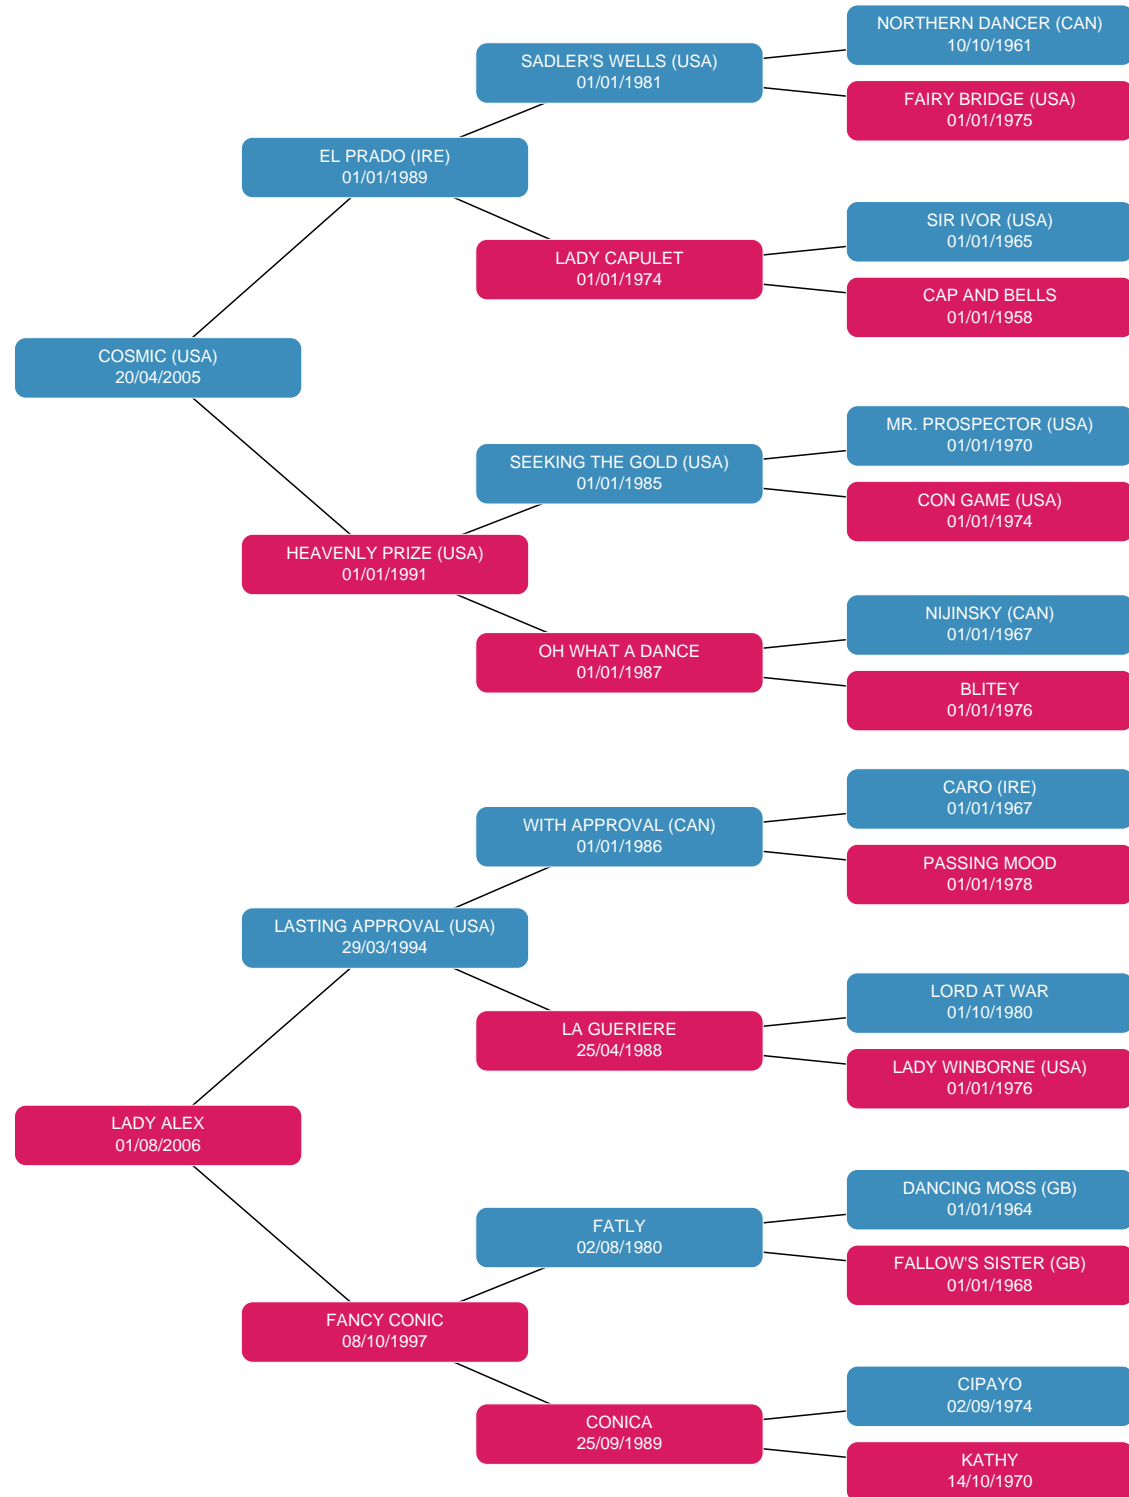 NORTHERN DANCER (CAN)
10/10/1961
SADLER'S WELLS (USA)
01/01/1981
FAIRY BRIDGE (USA)
01/01/1975
EL PRADO (IRE)
01/01/1989
SIR IVOR (USA)
01/01/1965
LADY CAPULET
01/01/1974
CAP AND BELLS
01/01/1958
COSMIC (USA)
20/04/2005
MR. PROSPECTOR (USA)
01/01/1970
SEEKING THE GOLD (USA)
01/01/1985
CON GAME (USA)
01/01/1974
HEAVENLY PRIZE (USA)
01/01/1991
NIJINSKY (CAN)
01/01/1967
OH WHAT A DANCE
01/01/1987
BLITEY
01/01/1976
CARO (IRE)
01/01/1967
WITH APPROVAL (CAN)
01/01/1986
PASSING MOOD
01/01/1978
LASTING APPROVAL (USA)
29/03/1994
LORD AT WAR
01/10/1980
LA GUERIERE
25/04/1988
LADY WINBORNE (USA)
01/01/1976
LADY ALEX
01/08/2006
DANCING MOSS (GB)
01/01/1964
FATLY
02/08/1980
FALLOW'S SISTER (GB)
01/01/1968
FANCY CONIC
08/10/1997
CIPAYO
02/09/1974
CONICA
25/09/1989
KATHY
14/10/1970